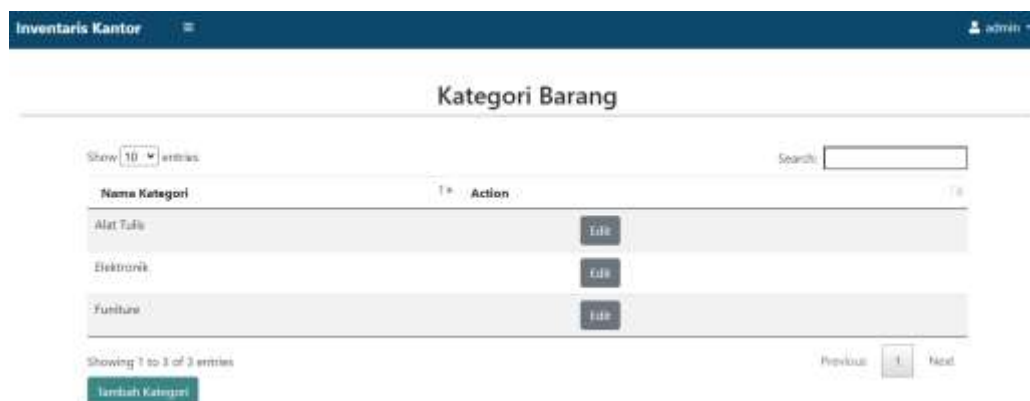 Inventaris Kantor admin
Kategori Barang
Show 10 entries Search:
Nama Kategori Action
Alat Tulis Edit
Elektronik Edit
Funiture Edit
Showing 1 to 3 of 3 entries Previous 1 Next
Tambah Kategori